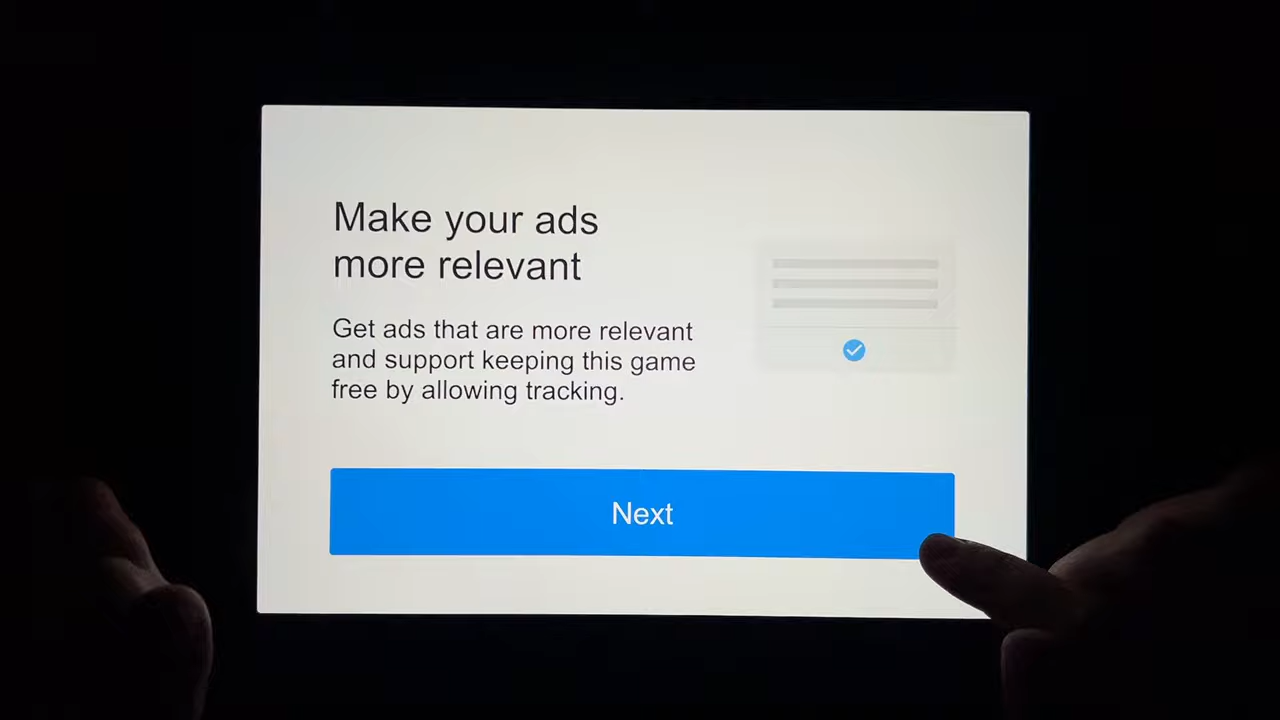 Make your ads
more relevant
Get ads that are more relevant
and support keeping this game
free by allowing tracking.
Next